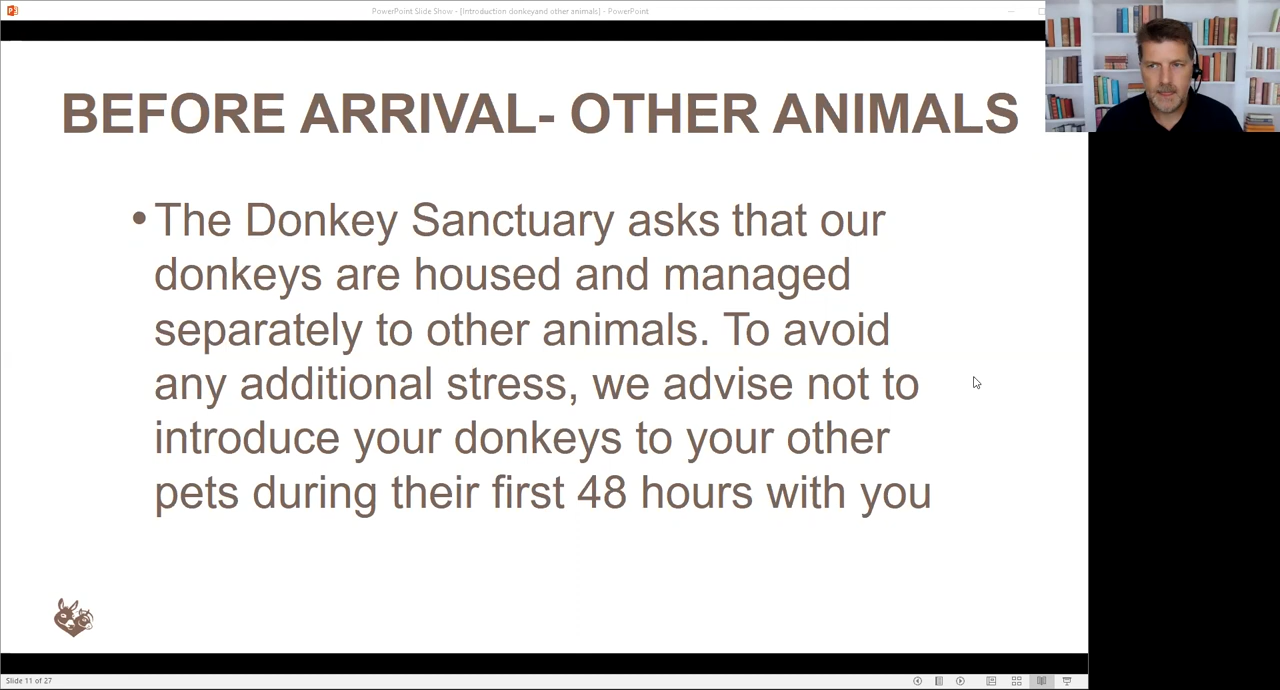 PowerPoint Slide Show - [Introduction donkeyand other animals] - PowerPoint
BEFORE ARRIVAL- OTHER ANIMALS
• The Donkey Sanctuary asks that our
donkeys are housed and managed
separately to other animals. To avoid
any additional stress, we advise not to
introduce your donkeys to your other
pets during their first 48 hours with you
Slide 11 of 27